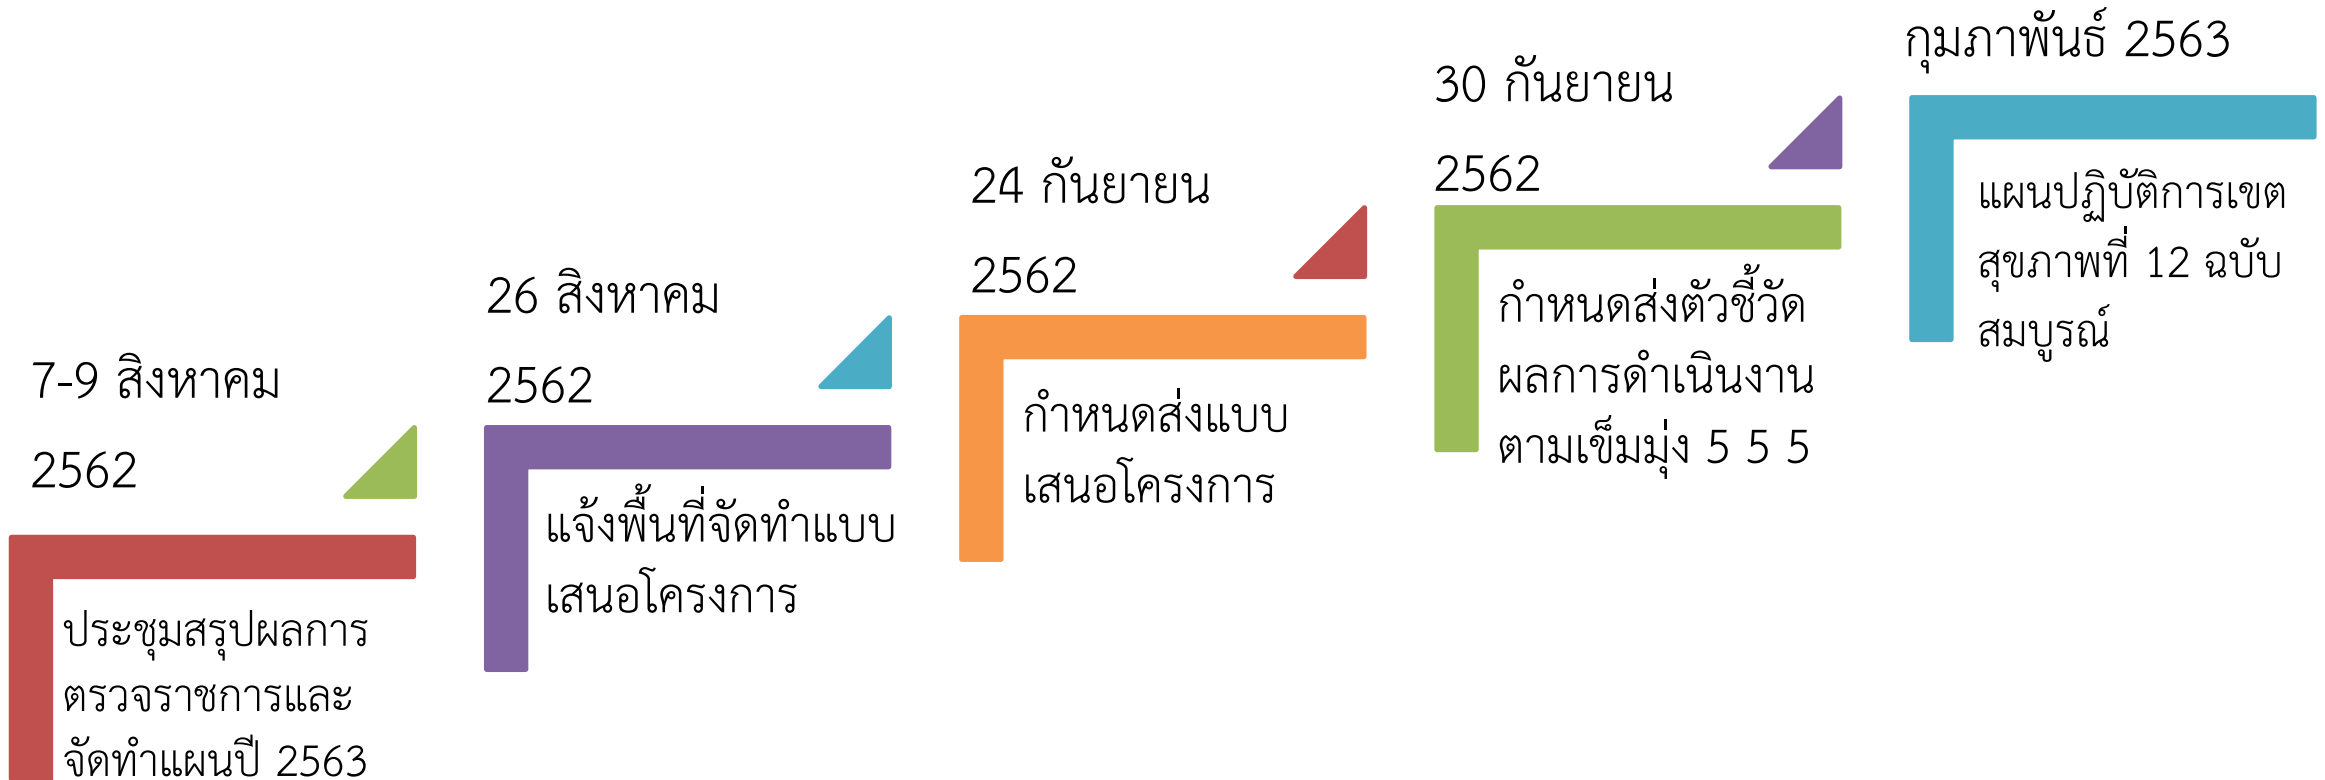 7-9 สิงหาคม
2562
ประชุมสรุปผลการ
ตรวจราชการและ
จัดทำแผนปี 2563
26 สิงหาคม
2562
แจ้งพื้นที่จัดทำแบบ
เสนอโครงการ
24 กันยายน
2562
กำหนดส่งแบบ
เสนอโครงการ
30 กันยายน
2562
กำหนดส่งตัวชี้วัด
ผลการดำเนินงาน
ตามเข็มมุ่ง 5 5 5
กุมภาพันธ์ 2563
แผนปฏิบัติการเขต
สุขภาพที่ 12 ฉบับ
สมบูรณ์